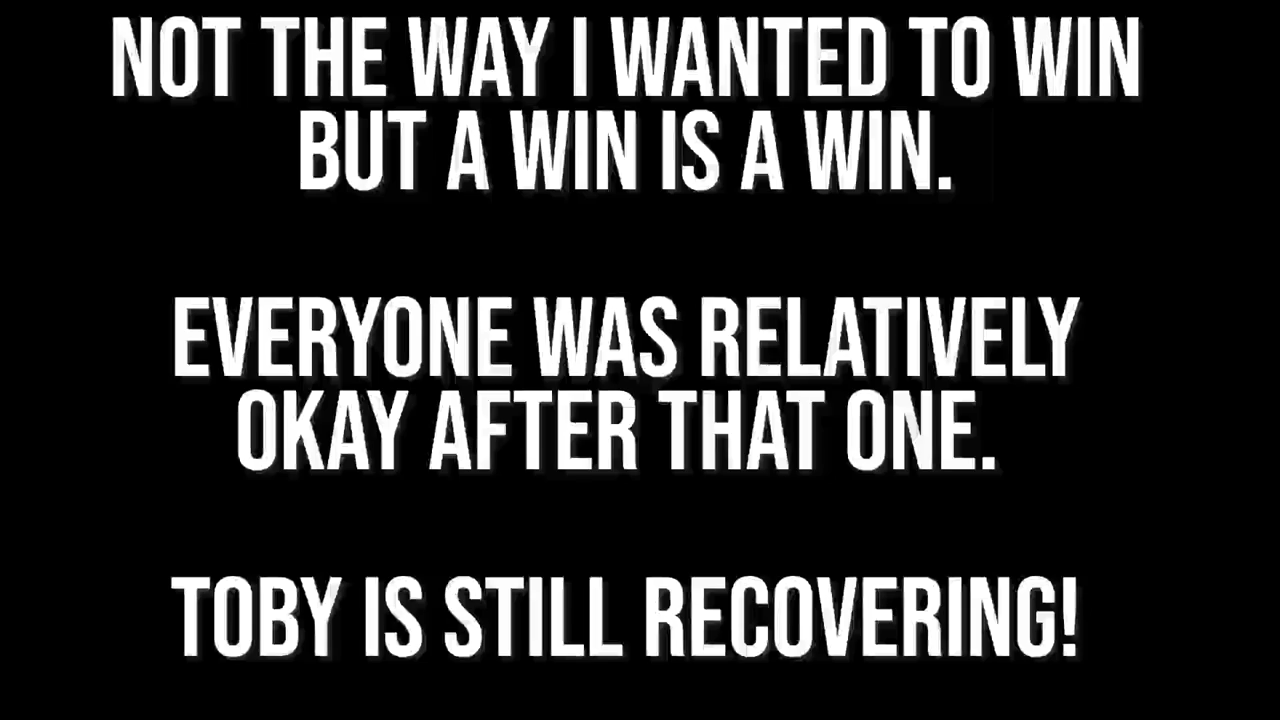 NOT THE WAY I WANTED TO WIN
BUT A WIN IS A WIN.
EVERYONE WAS RELATIVELY
OKAY AFTER THAT ONE.
TOBY IS STILL RECOVERING!